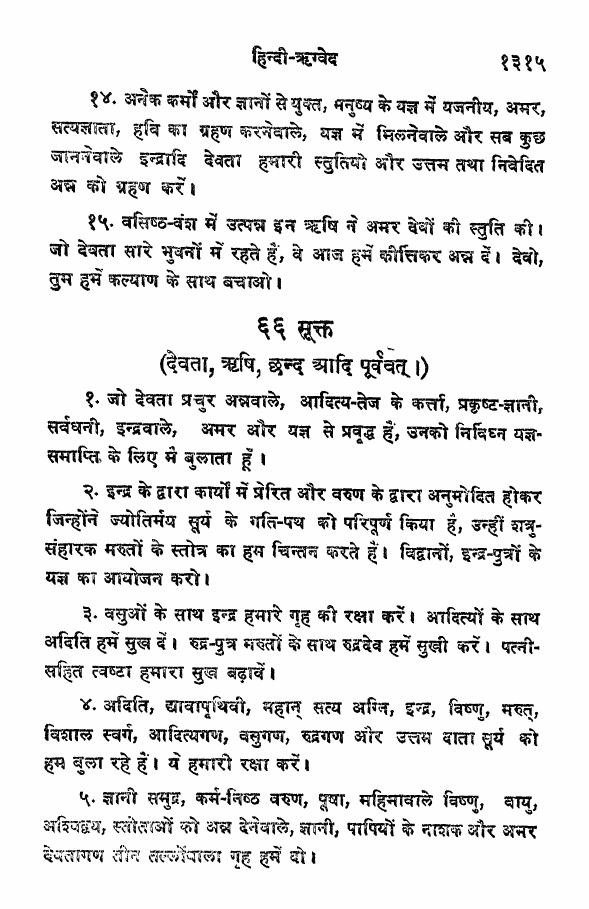 हिन्दी-ऋग्वेद १३१५
१४. अनेक कर्मों और ज्ञानों से युक्त, मनुष्य के यज्ञ में यजनीय, अमर,
सत्यज्ञाता, हवि का ग्रहण करनेवाले, यज्ञ में मिलनेवाले और सब कुछ
जाननेवाले इन्द्रादि देवता हमारी स्तुतियो और उत्तम तथा निवेदित
अन्न को ग्रहण करें।
१५. वसिष्ठ-वंश में उत्पन्न इन ऋषि ने अमर देवों की स्तुति की।
जो देवता सारे भुवनों में रहते हैं, वे आज हमें कीर्त्तिकर अन्न दें। देवो,
तुम हमें कल्याण के साथ बचाओ।
६६ सूक्त
(देवता, ऋषि, छन्द आदि पूर्ववत्।)
१. जो देवता प्रचुर अन्नवाले, आदित्य-तेज के कर्त्ता, प्रकृष्ट-ज्ञानी,
सर्वधनी, इन्द्रवाले, अमर और यज्ञ से प्रवृद्ध हैं, उनको निर्विघ्न यज्ञ-
समाप्ति के लिए मै बुलाता हूँ।
२. इन्द्र के द्वारा कार्यों में प्रेरित और वरुण के द्वारा अनुमोदित होकर
जिन्होंने ज्योतिर्मय सूर्य के गति-पथ को परिपूर्ण किया है, उन्हीं शत्रु-
संहारक मरुतों के स्तोत्र का हम चिन्तन करते हैं। विद्वानों, इन्द्र-पुत्रों के
यज्ञ का आयोजन करो।
३. वसुओं के साथ इन्द्र हमारे गृह की रक्षा करें। आदित्यों के साथ
अदिति हमें सुख दें। रुद्र-पुत्र मरुतों के साथ रुद्रदेव हमें सुखी करें। पत्नी-
सहित त्वष्टा हमारा सुख बढ़ावें।
४. अदिति, द्यावापृथिवी, महान् सत्य अग्नि, इन्द्र, विष्णु, मरुत्,
विशाल स्वर्ग, आदित्यगण, वसुगण, रुद्रगण और उत्तम दाता सूर्य को
हम बुला रहे हैं। ये हमारी रक्षा करें।
५. ज्ञानी समुद्र, कर्म-निष्ठ वरुण, पूषा, महिमावाले विष्णु, वायु,
अश्विद्वय, स्तोताओं को अन्न देनेवाले, ज्ञानी, पापियों के नाशक और अमर
देवतागण तीन तल्लोंवाला गृह हमें दो।